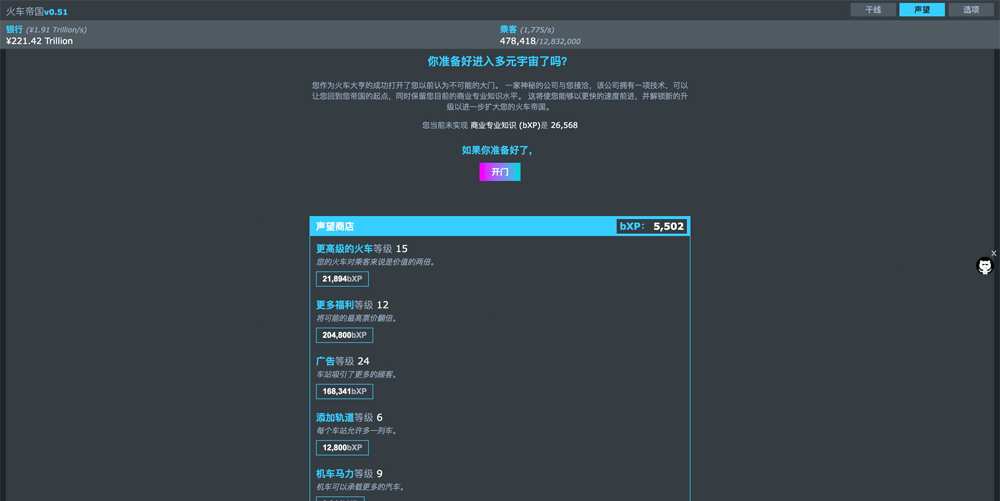 火车帝国v0.51
干线
声望
选项
银行 (¥1.91 Trillion/s)
¥221.42 Trillion
乘客 (1,775/s)
478,418/12,832,000
你准备好进入多元宇宙了吗?
您作为火车大亨的成功打开了您以前认为不可能的大门。 一家神秘的公司与您接洽，该公司拥有一项技术，可以
让您回到您帝国的起点，同时保留您目前的商业专业知识水平。 这将使您能够以更快的速度前进，并解锁新的升
级以进一步扩大您的火车帝国。
您当前未实现 商业专业知识 (bXP)是 26,568
如果你准备好了，
开门
声望商店
bXP: 5,502
更高级的火车等级 15
您的火车对乘客来说是价值的两倍。
21,894bXP
更多福利等级 12
将可能的最高票价翻倍。
204,800bXP
广告等级 24
车站吸引了更多的顾客。
168,341bXP
添加轨道等级 6
每个车站允许多一列车。
12,800bXP
机车马力等级 9
机车可以承载更多的汽车。
x